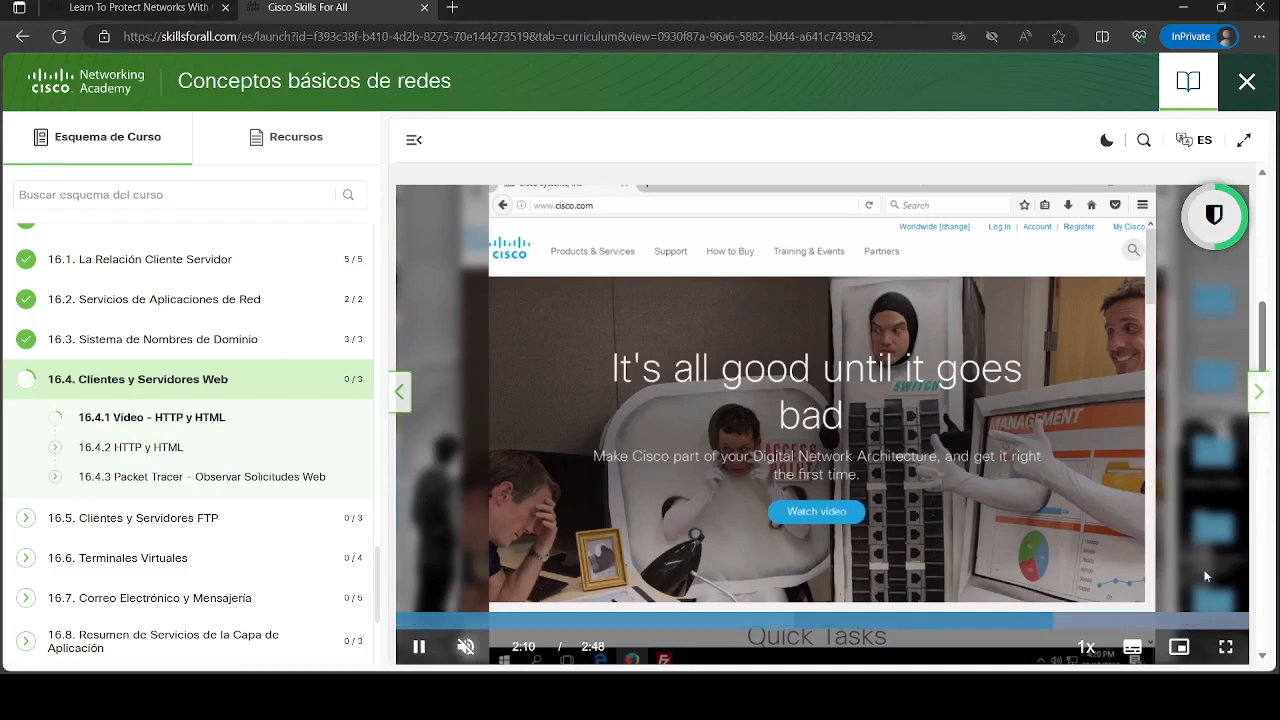 Learn To Protect Networks With
Cisco Skills For All
https://skillsforall.com/es/launch?id=f393c38f-b410-4d2b-8275-70e144273519&tab=curriculum&view=0930f87a-96a6-5882-b044-a641c7439a52
InPrivate
CISCO
Networking
Academy
Conceptos básicos de redes
Esquema de Curso
Recursos
ES
Buscar esquema del curso
16.1. La Relación Cliente Servidor
5 / 5
16.2. Servicios de Aplicaciones de Red
2 / 2
16.3. Sistema de Nombres de Dominio
3 / 3
16.4. Clientes y Servidores Web
0 / 3
16.4.1 Video - HTTP y HTML
16.4.2 HTTP y HTML
16.4.3 Packet Tracer - Observar Solicitudes Web
16.5. Clientes y Servidores FTP
0 / 3
16.6. Terminales Virtuales
0 / 4
16.7. Correo Electrónico y Mensajería
0 / 5
16.8. Resumen de Servicios de la Capa de
Aplicación
0 / 3
www.cisco.com
Search
Worldwide [change]
Log In | Account | Register
My Cisco
CISCO
Products & Services
Support
How to Buy
Training & Events
Partners
It's all good until it goes
bad
Make Cisco part of your Digital Network Architecture, and get it right
the first time.
Watch video
SWITCH
ACCESS
MANAGEMENT
Quick Tasks
2:10 / 2:48
1x
4:29 PM